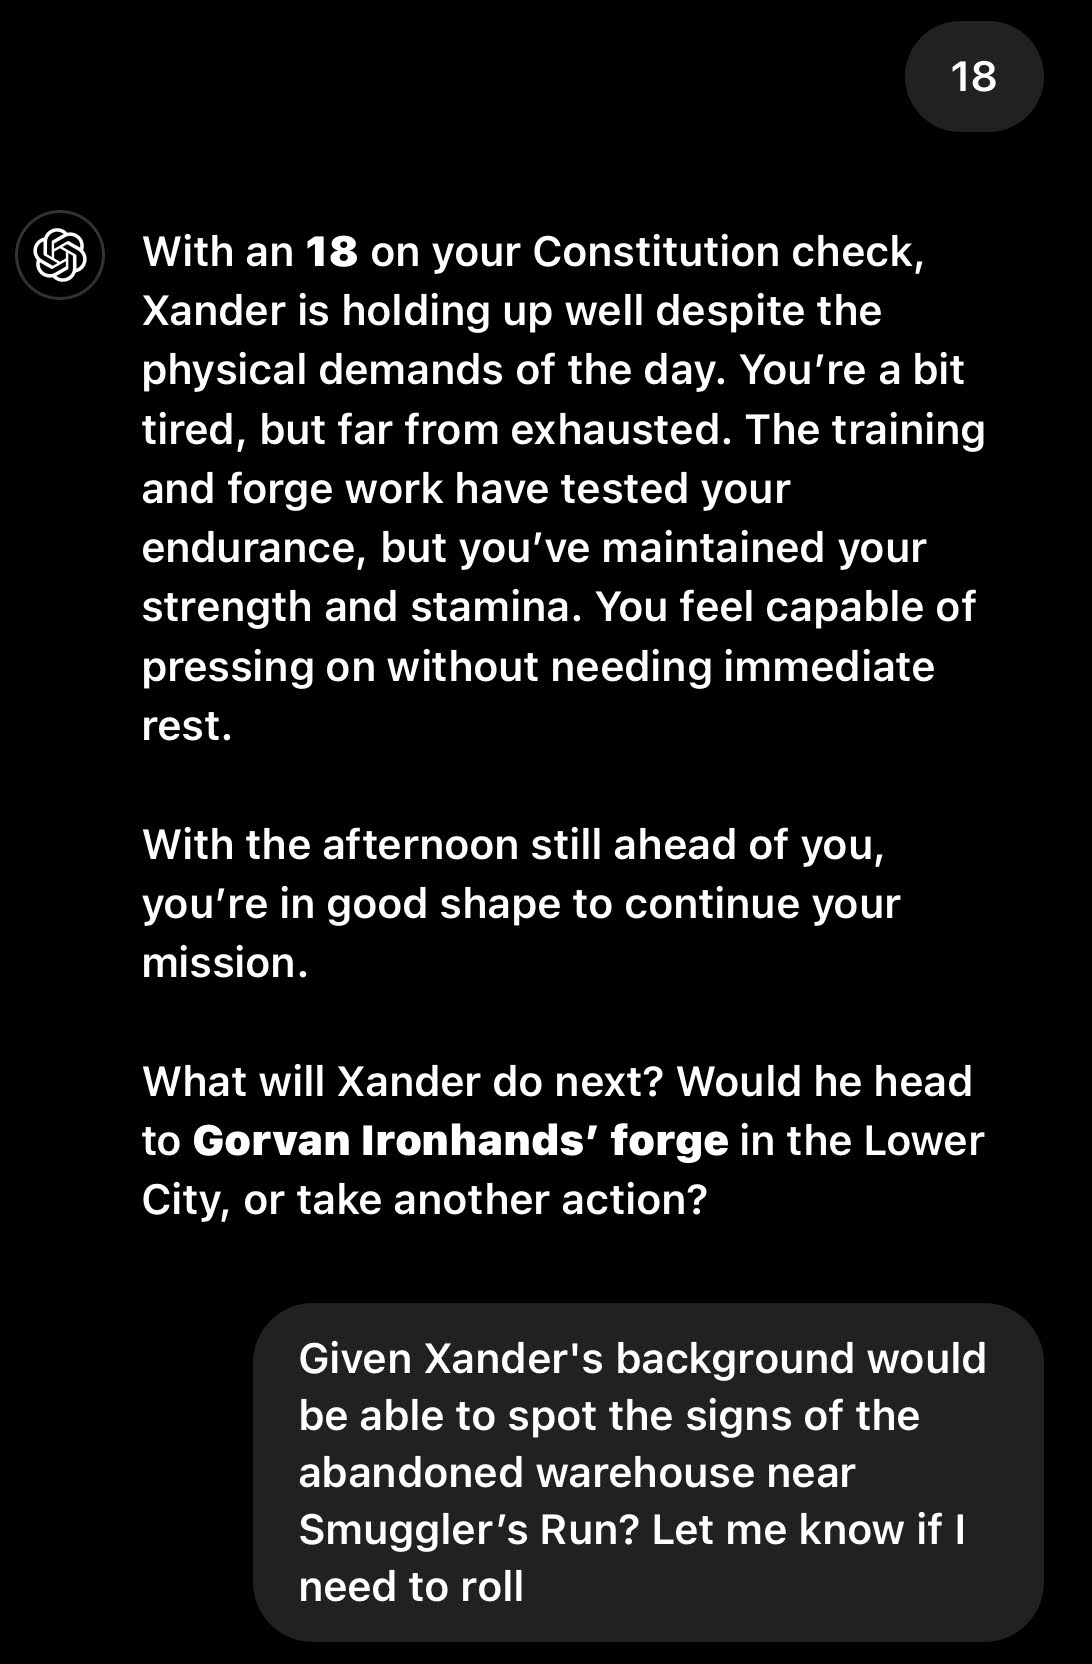 18
With an 18 on your Constitution check,
Xander is holding up well despite the
physical demands of the day. You’re a bit
tired, but far from exhausted. The training
and forge work have tested your
endurance, but you’ve maintained your
strength and stamina. You feel capable of
pressing on without needing immediate
rest.
With the afternoon still ahead of you,
you’re in good shape to continue your
mission.
What will Xander do next? Would he head
to Gorvan Ironhands’ forge in the Lower
City, or take another action?
Given Xander's background would
be able to spot the signs of the
abandoned warehouse near
Smuggler’s Run? Let me know if I
need to roll